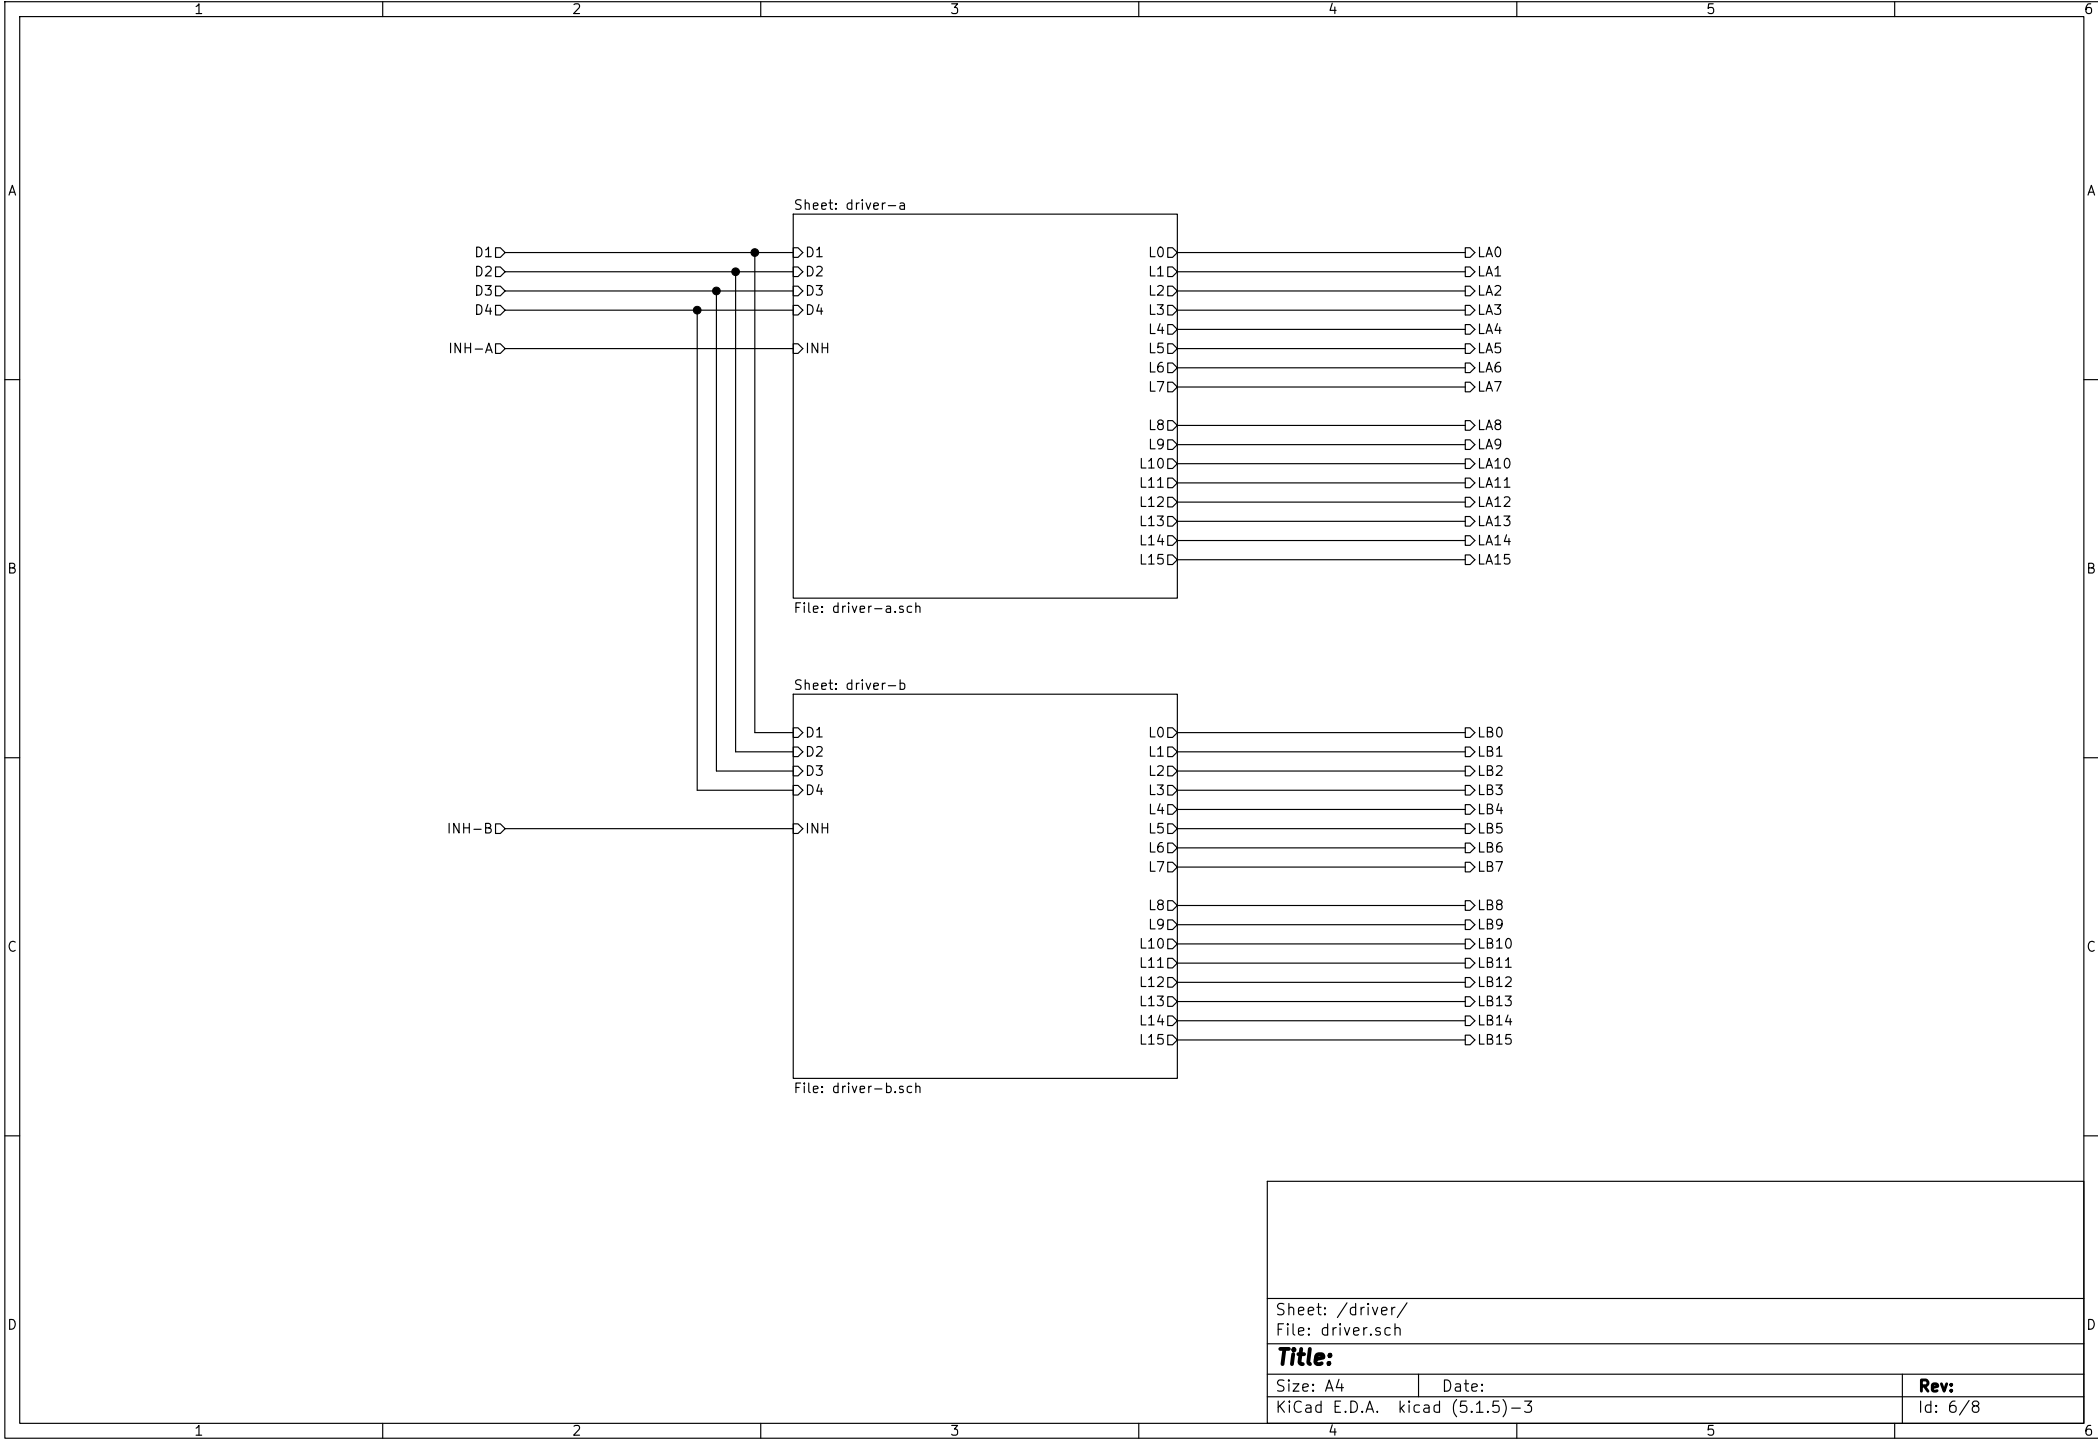 1 2 3 4 5 6
A A
Sheet: driver-a
D1 D1 L0 LA0
D2 D2 L1 LA1
D3 D3 L2 LA2
D4 D4 L3 LA3
L4 LA4
INH-A INH L5 LA5
L6 LA6
L7 LA7
L8 LA8
L9 LA9
L10 LA10
L11 LA11
L12 LA12
L13 LA13
L14 LA14
L15 LA15
B B
File: driver-a.sch
Sheet: driver-b
D1 L0 LB0
D2 L1 LB1
D3 L2 LB2
D4 L3 LB3
L4 LB4
INH-B INH L5 LB5
L6 LB6
L7 LB7
L8 LB8
L9 LB9
C L10 LB10 C
L11 LB11
L12 LB12
L13 LB13
L14 LB14
L15 LB15
File: driver-b.sch
Sheet: /driver/
D File: driver.sch D
Title:
Size: A4 Date: Rev:
KiCad E.D.A. kicad (5.1.5)-3 Id: 6/8
1 2 3 4 5 6